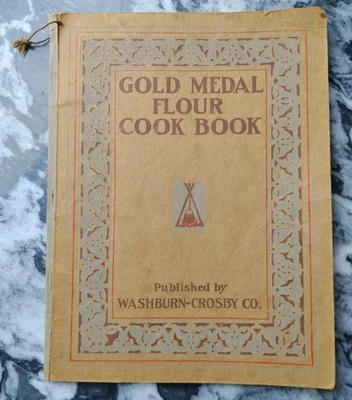 GOLD MEDAL
FLOUR
COOK BOOK
Published by
WASHBURN-CROSBY CO.